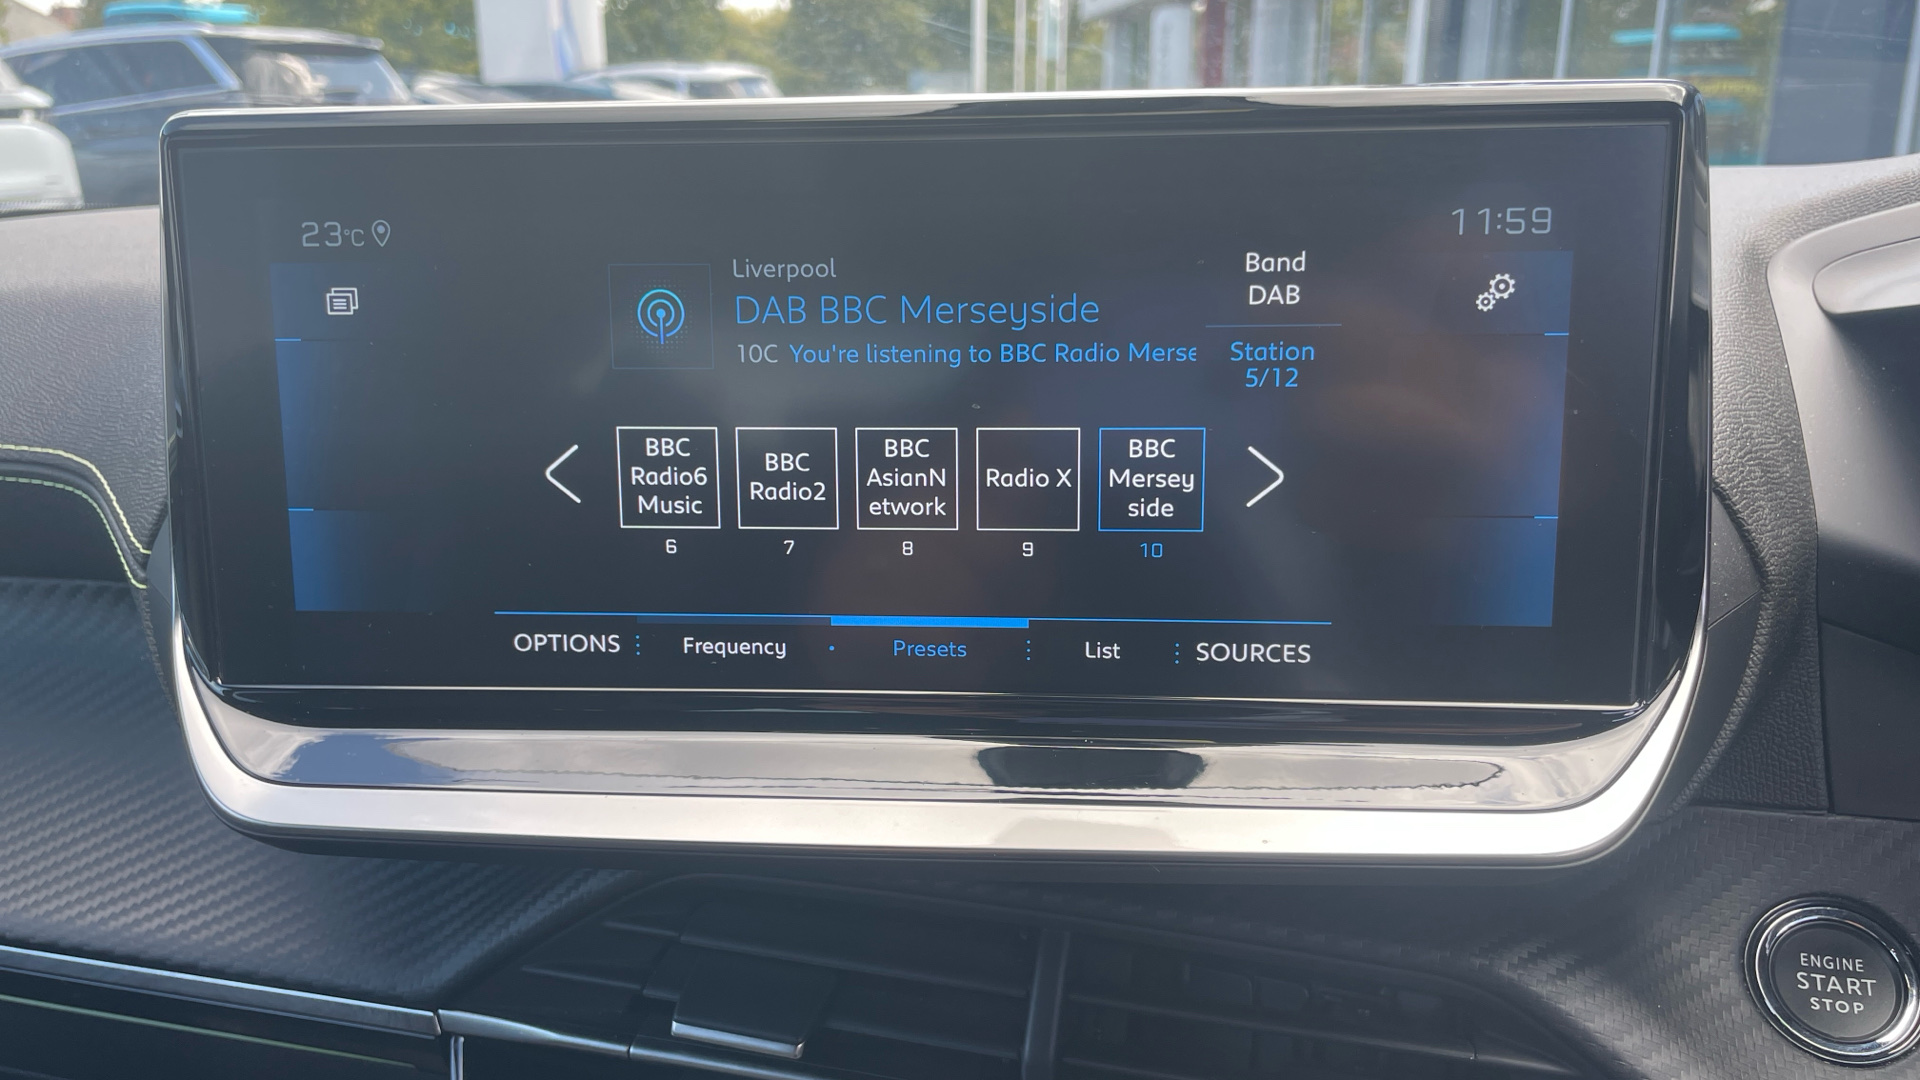 23°C
11:59
Liverpool
DAB BBC Merseyside
10C You're listening to BBC Radio Merse
Band
DAB
Station
5/12
BBC
Radio6
Music
6
BBC
Radio2
7
BBC
AsianN
etwork
8
Radio X
9
BBC
Mersey
side
10
OPTIONS
Frequency
Presets
List
SOURCES
ENGINE
START
STOP